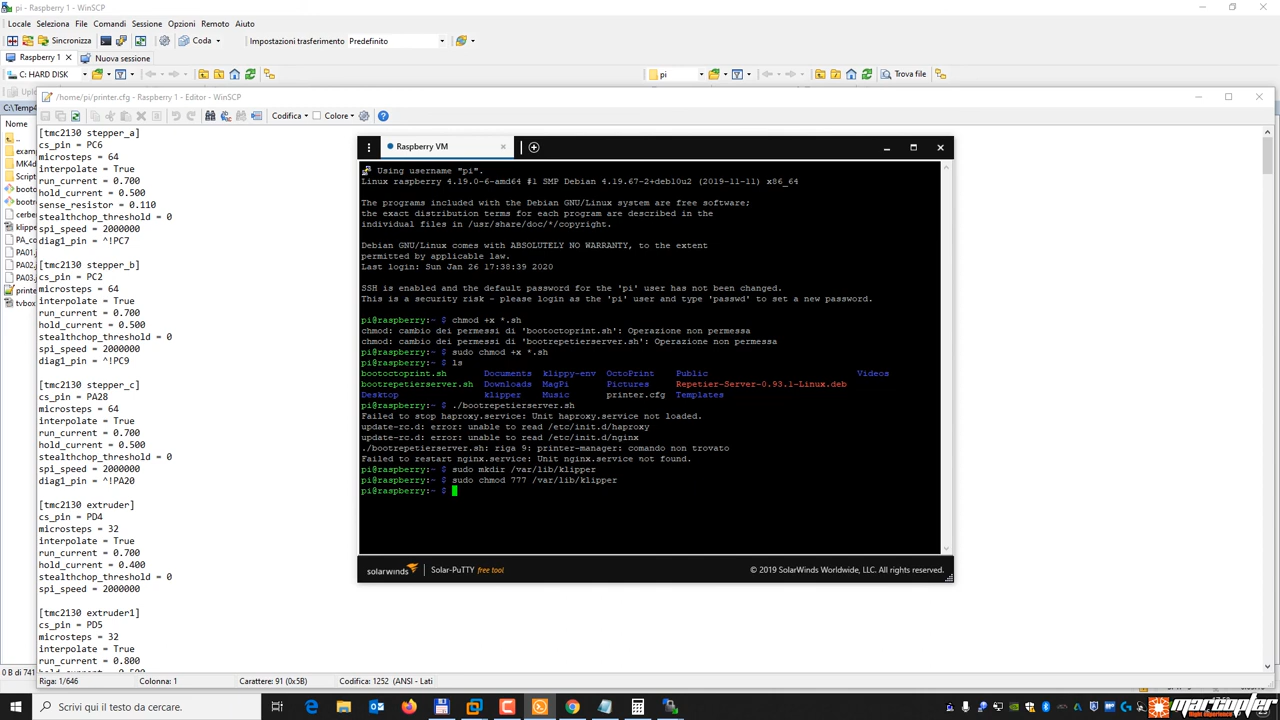 pi - Raspberry 1 - WinSCP
Locale Seleziona File Comandi Sessione Opzioni Remoto Aiuto
Sincronizza Coda Impostazioni trasferimento Predefinito
Raspberry 1 Nuova sessione
C: HARD DISK pi Trova file
/home/pi/printer.cfg - Raspberry 1 - Editor - WinSCP
C:\Temp4
Codifica Colore
Nome
[tmc2130 stepper_a]
cs_pin = PC6
microsteps = 64
interpolate = True
run_current = 0.700
hold_current = 0.500
sense_resistor = 0.110
stealthchop_threshold = 0
spi_speed = 2000000
diag1_pin = ^!PC7
[tmc2130 stepper_b]
cs_pin = PC2
microsteps = 64
interpolate = True
run_current = 0.700
hold_current = 0.500
stealthchop_threshold = 0
spi_speed = 2000000
diag1_pin = ^!PC9
[tmc2130 stepper_c]
cs_pin = PA28
microsteps = 64
interpolate = True
run_current = 0.700
hold_current = 0.500
stealthchop_threshold = 0
spi_speed = 2000000
diag1_pin = ^!PA20
[tmc2130 extruder]
cs_pin = PD4
microsteps = 32
interpolate = True
run_current = 0.700
hold_current = 0.400
stealthchop_threshold = 0
spi_speed = 2000000
[tmc2130 extruder1]
cs_pin = PD5
microsteps = 32
interpolate = True
run_current = 0.800
Raspberry VM
Using username "pi".
Linux raspberry 4.19.0-6-amd64 #1 SMP Debian 4.19.67-2+deb10u2 (2019-11-11) x86_64
The programs included with the Debian GNU/Linux system are free software;
the exact distribution terms for each program are described in the
individual files in /usr/share/doc/*/copyright.
Debian GNU/Linux comes with ABSOLUTELY NO WARRANTY, to the extent
permitted by applicable law.
Last login: Sun Jan 26 17:38:39 2020
SSH is enabled and the default password for the 'pi' user has not been changed.
This is a security risk - please login as the 'pi' user and type 'passwd' to set a new password.
pi@raspberry:~ $ chmod +x *.sh
chmod: cambio dei permessi di 'bootoctoprint.sh': Operazione non permessa
chmod: cambio dei permessi di 'bootrepetierserver.sh': Operazione non permessa
pi@raspberry:~ $ sudo chmod +x *.sh
pi@raspberry:~ $ ls
bootoctoprint.sh Documents klippy-env OctoPrint Public Videos
bootrepetierserver.sh Downloads MagPi Pictures Repetier-Server-0.93.1-Linux.deb
Desktop klipper Music printer.cfg Templates
pi@raspberry:~ $ ./bootrepetierserver.sh
Failed to stop haproxy.service: Unit haproxy.service not loaded.
update-rc.d: error: unable to read /etc/init.d/haproxy
update-rc.d: error: unable to read /etc/init.d/nginx
./bootrepetierserver.sh: riga 9: printer-manager: comando non trovato
Failed to restart nginx.service: Unit nginx.service not found.
pi@raspberry:~ $ sudo mkdir /var/lib/klipper
pi@raspberry:~ $ sudo chmod 777 /var/lib/klipper
pi@raspberry:~ $
solarwinds Solar-PuTTY free tool © 2019 SolarWinds Worldwide, LLC. All rights reserved.
Riga: 1/646 Colonna: 1 Carattere: 91 (0x5B) Codifica: 1252 (ANSI - Lati
Scrivi qui il testo da cercare.
marcopter